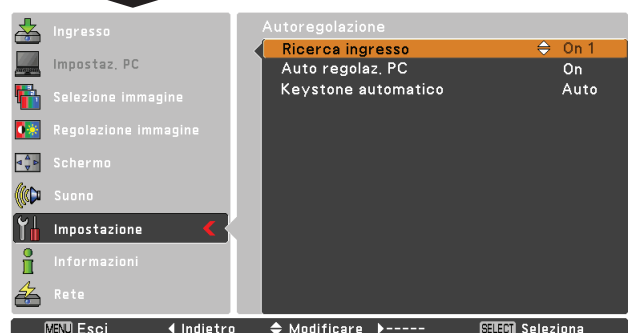 Ingresso
Impostaz. PC
Selezione immagine
Regolazione immagine
Schermo
Suono
Impostazione
Informazioni
Rete
Autoregolazione
Ricerca ingresso On 1
Auto regolaz. PC On
Keystone automatico Auto
MENU Esci Indietro Modificare ----- SELECT Seleziona